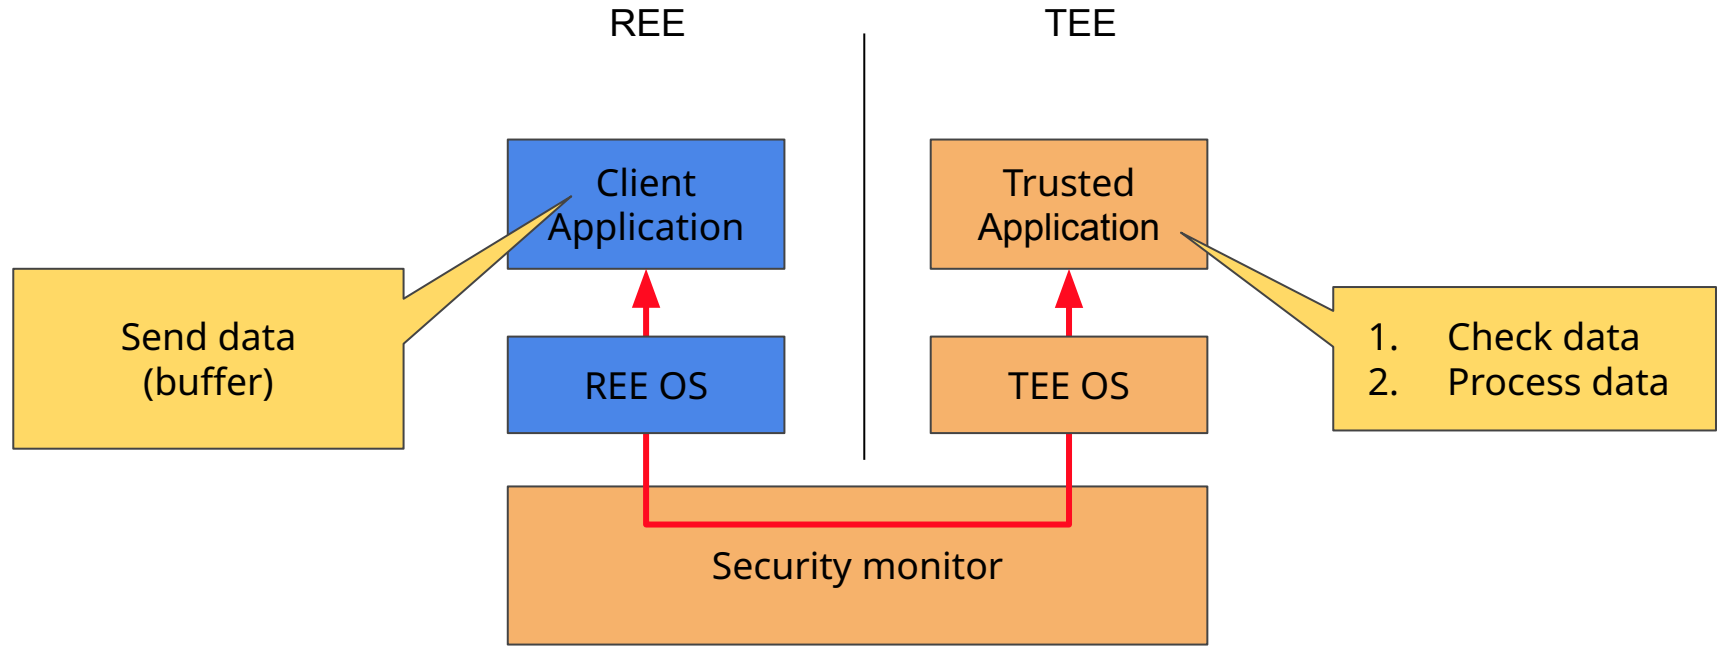 REE
TEE
Client
Application
Trusted
Application
Send data
(buffer)
REE OS
TEE OS
1. Check data
2. Process data
Security monitor